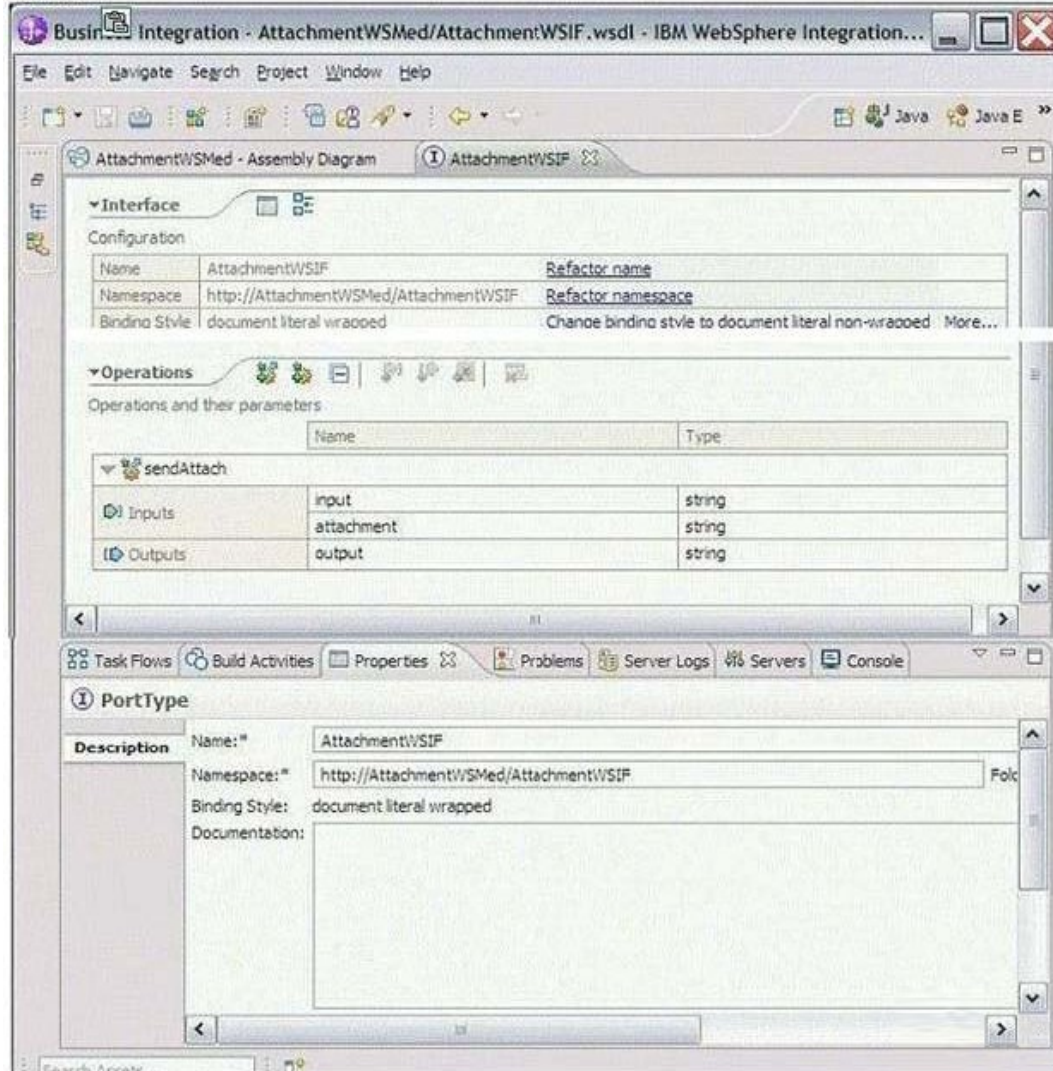 Busin Integration - AttachmentWSMed/AttachmentWSIF.wsdl - IBM WebSphere Integration...
File Edit Navigate Search Project Window Help
Java Java E »
AttachmentWSMed - Assembly Diagram AttachmentWSIF
Interface
Configuration
Name AttachmentWSIF Refactor name
Namespace http://AttachmentWSMed/AttachmentWSIF Refactor namespace
Binding Style document literal wrapped Change binding style to document literal non-wrapped More...
Operations
Operations and their parameters
Name Type
sendAttach
Inputs input string
attachment string
Outputs output string
Task Flows Build Activities Properties Problems Server Logs Servers Console
PortType
Description Name:* AttachmentWSIF
Namespace:* http://AttachmentWSMed/AttachmentWSIF Fold
Binding Style: document literal wrapped
Documentation:
Search Assets